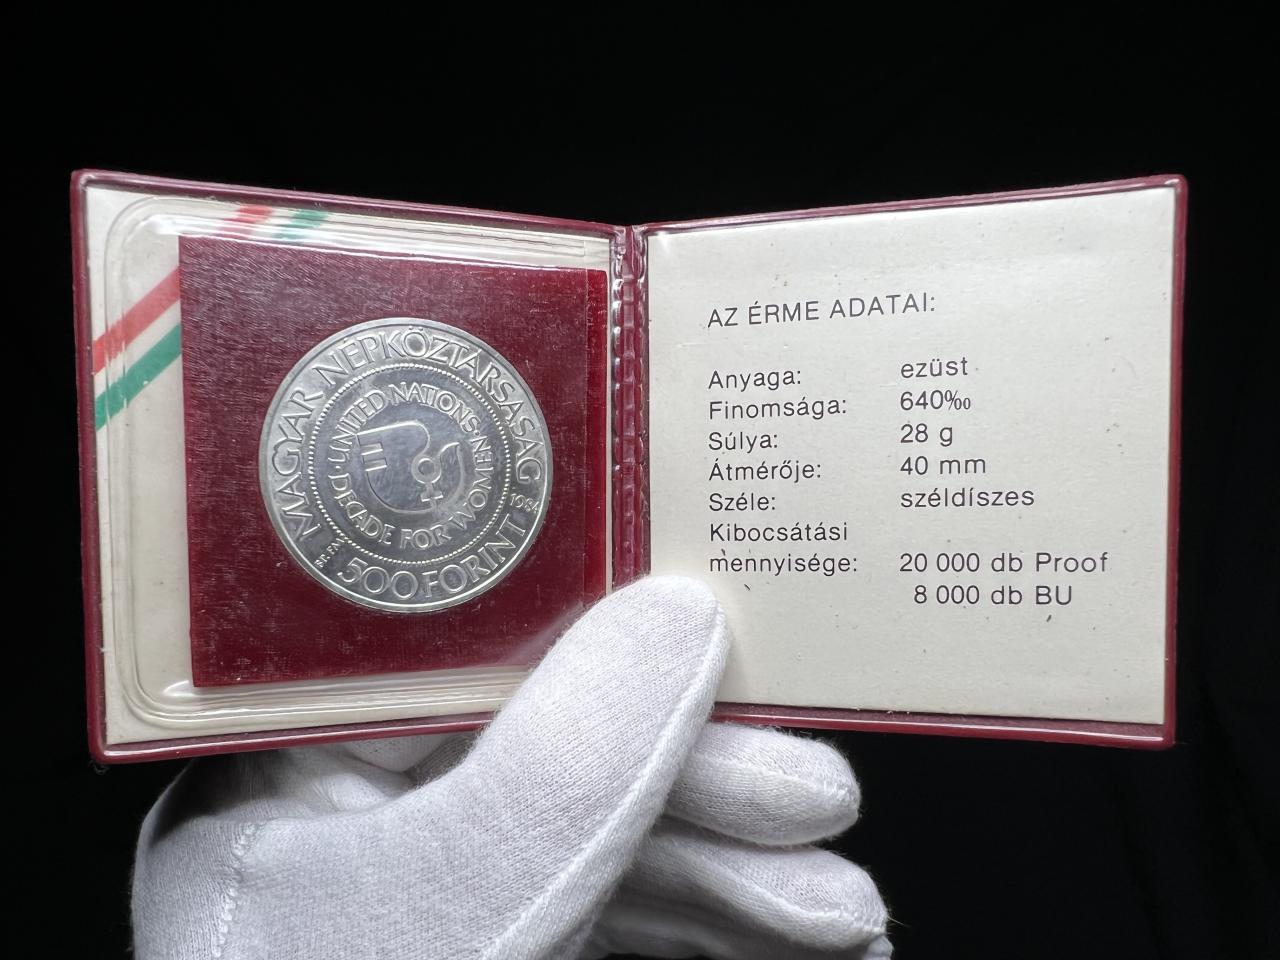 MAGYAR NÉPKÖZTÁRSASÁG 1984
500 FORINT
BP.
UNITED NATIONS
DECADE FOR WOMEN
AZ ÉRME ADATAI:
Anyaga: ezüst
Finomsága: 640‰
Súlya: 28 g
Átmérője: 40 mm
Széle: széldíszes
Kibocsátási
mennyisége: 20 000 db Proof
8 000 db BU